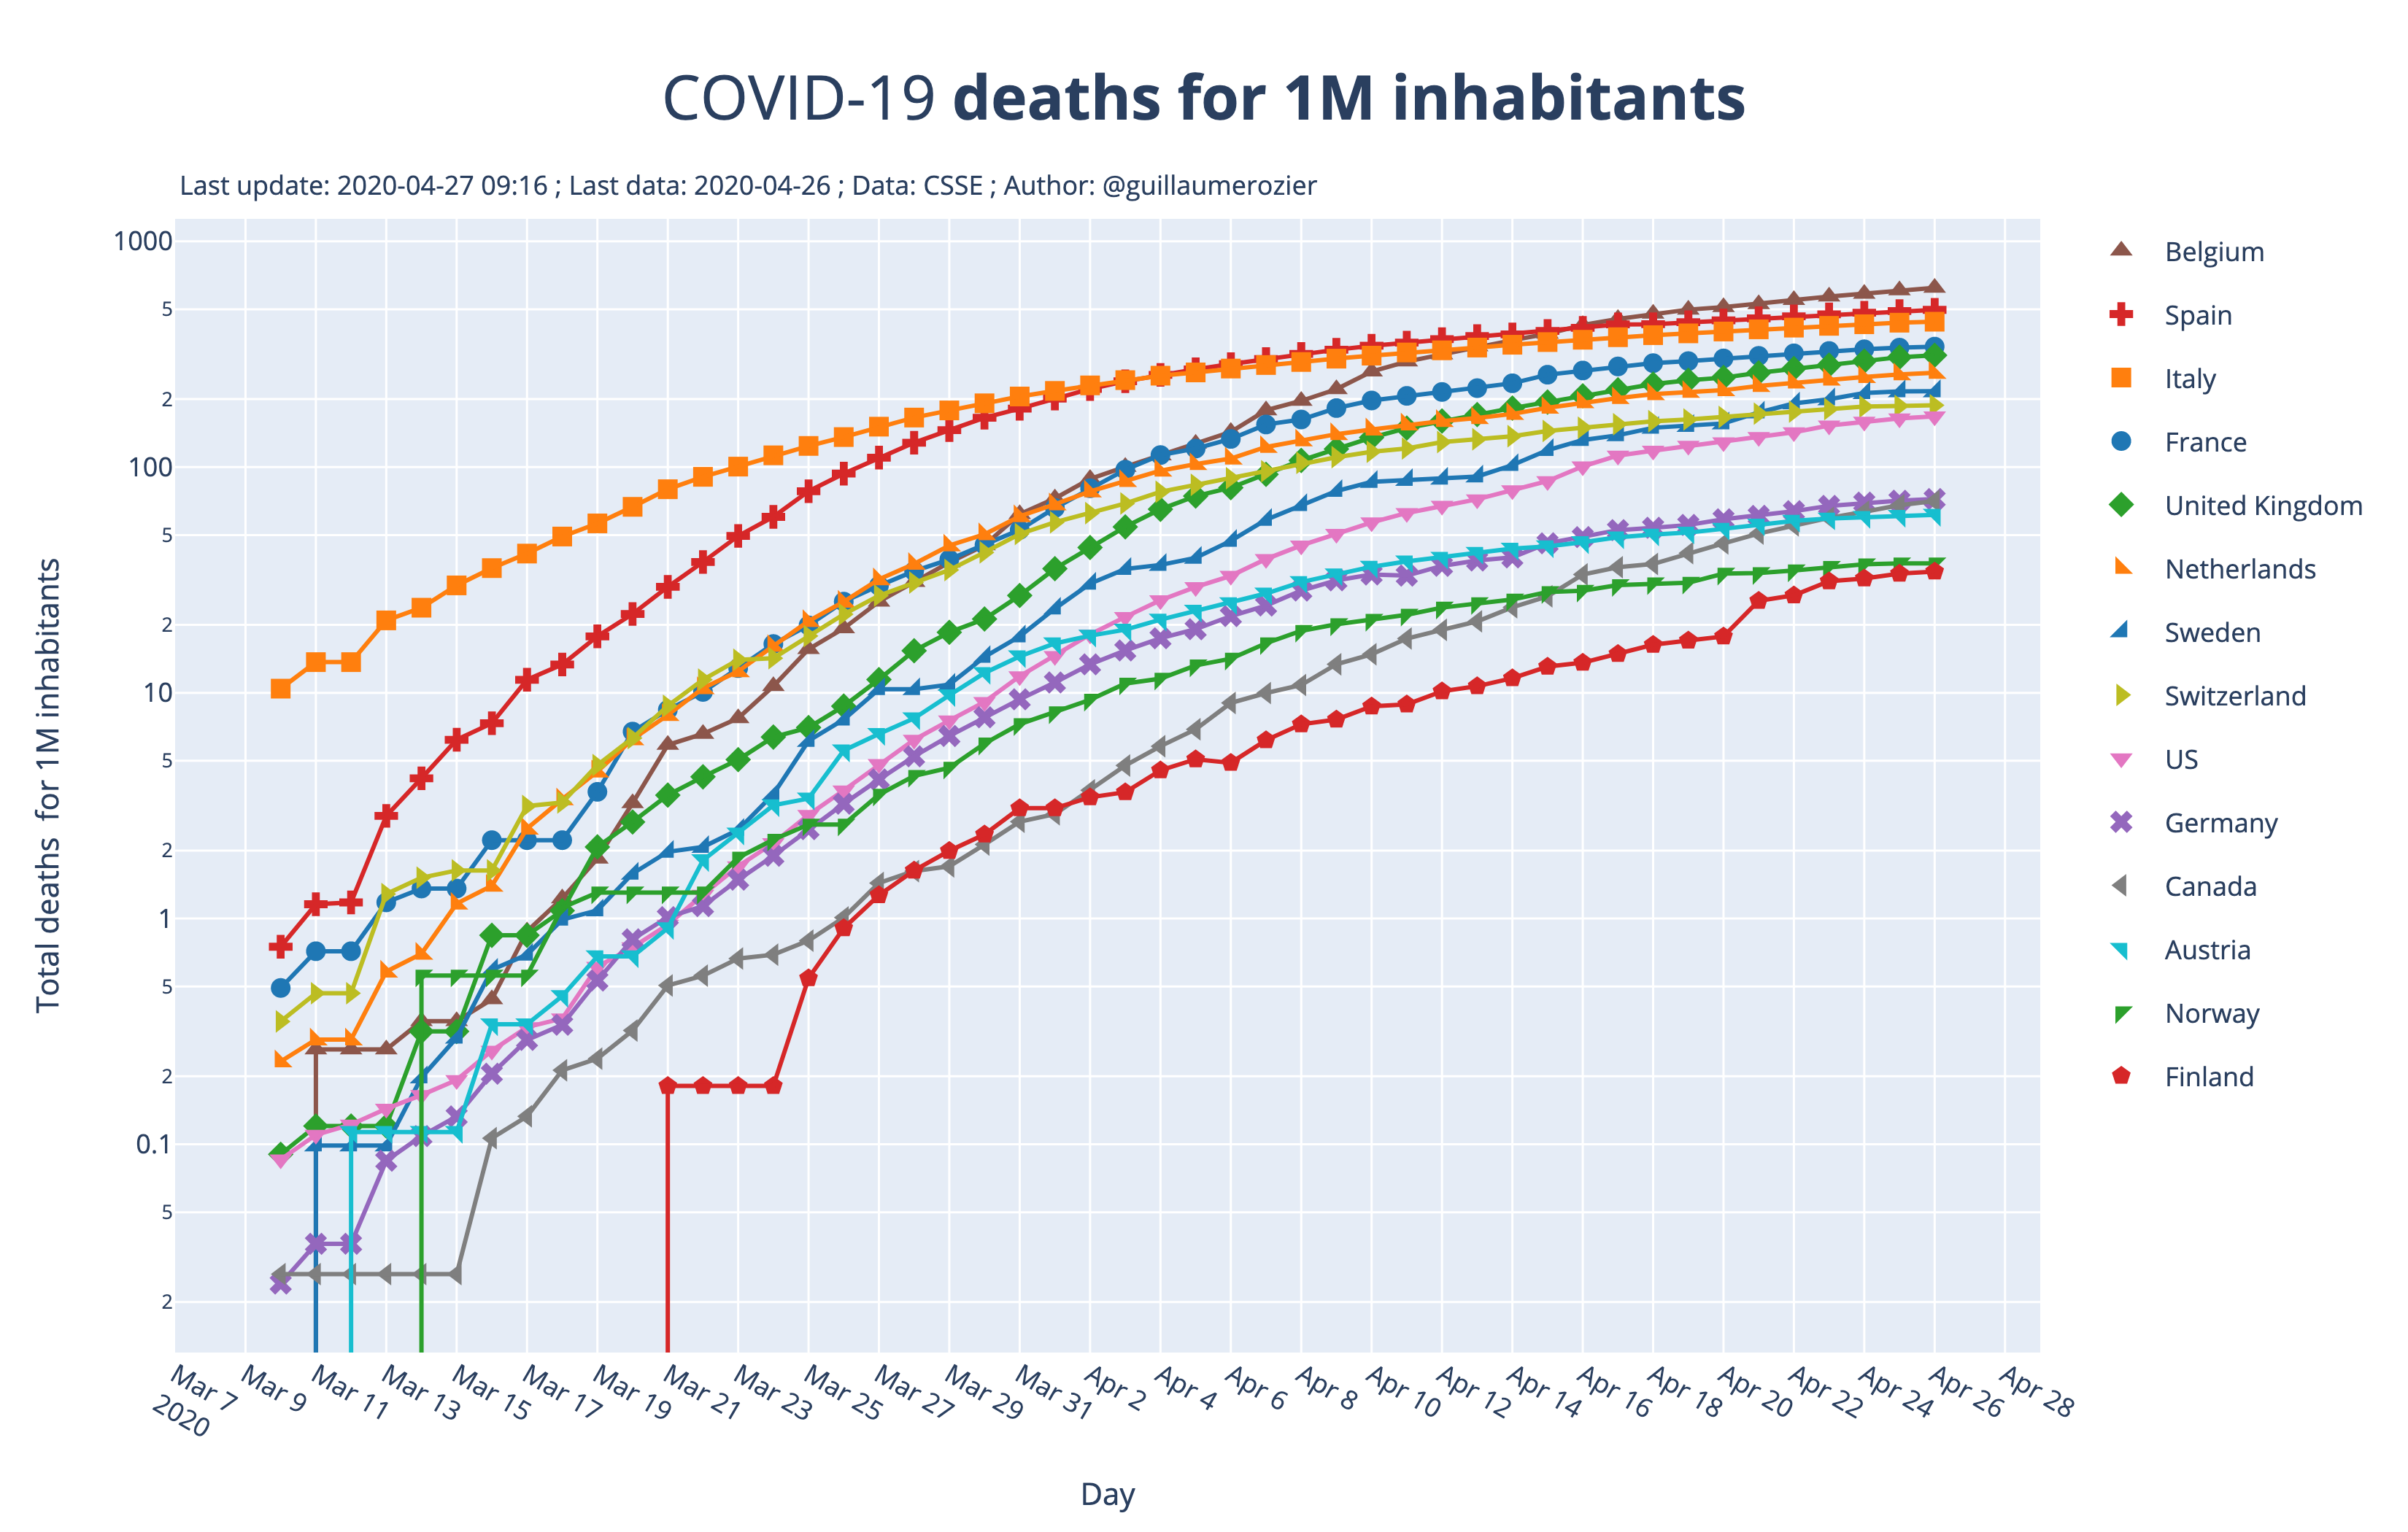 COVID-19 deaths for 1M inhabitants
Last update: 2020-04-27 09:16 ; Last data: 2020-04-26 ; Data: CSSE ; Author: @guillaumerozier
Total deaths for 1M inhabitants
1000
5
2
100
5
2
10
5
2
1
5
2
0.1
5
2
Mar 7
2020
Mar 9
Mar 11
Mar 13
Mar 15
Mar 17
Mar 19
Mar 21
Mar 23
Mar 25
Mar 27
Mar 29
Mar 31
Apr 2
Apr 4
Apr 6
Apr 8
Apr 10
Apr 12
Apr 14
Apr 16
Apr 18
Apr 20
Apr 22
Apr 24
Apr 26
Apr 28
Day
Belgium
Spain
Italy
France
United Kingdom
Netherlands
Sweden
Switzerland
US
Germany
Canada
Austria
Norway
Finland